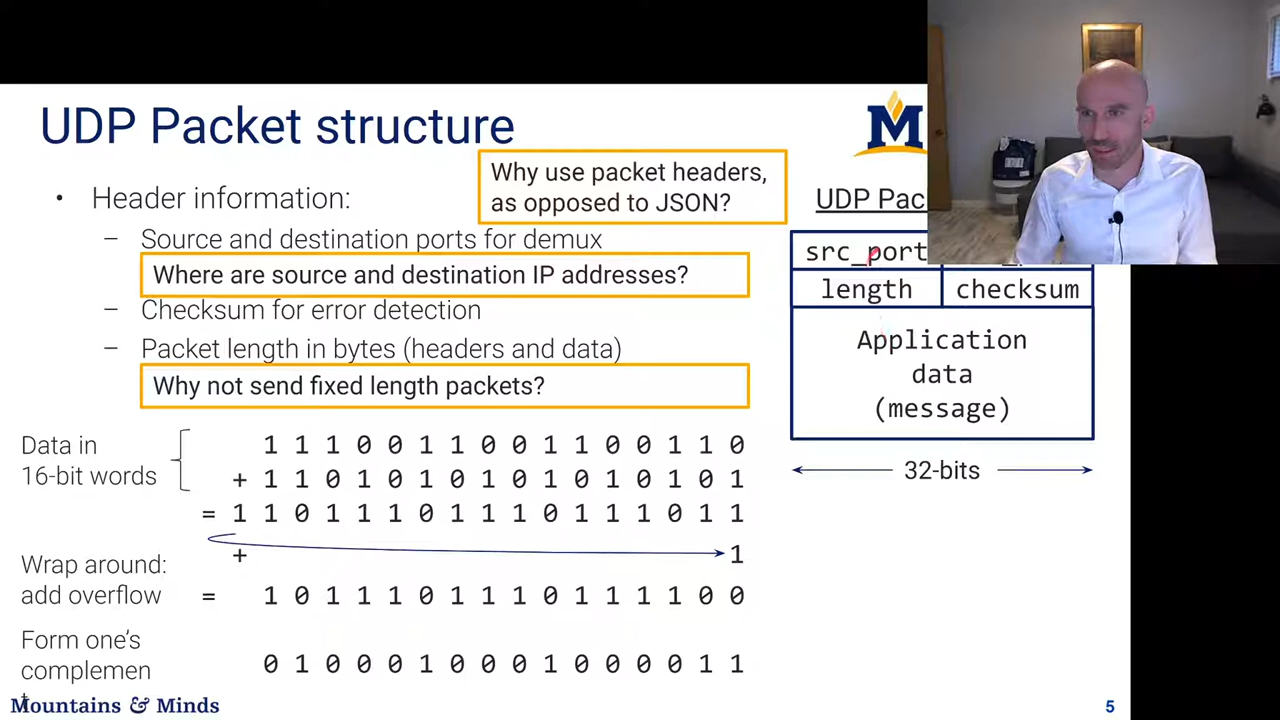 UDP Packet structure
M
Why use packet headers,
as opposed to JSON?
• Header information:
– Source and destination ports for demux
Where are source and destination IP addresses?
– Checksum for error detection
– Packet length in bytes (headers and data)
Why not send fixed length packets?
Data in
16-bit words
1 1 1 0 0 1 1 0 0 1 1 0 0 1 1 0
+ 1 1 0 1 0 1 0 1 0 1 0 1 0 1 0 1
= 1 1 0 1 1 1 0 1 1 1 0 1 1 1 0 1 1
Wrap around:
add overflow
+ 1
= 1 0 1 1 1 0 1 1 1 0 1 1 1 1 0 0
Form one's
complemen
t
0 1 0 0 0 1 0 0 0 1 0 0 0 0 1 1
UDP Pac
src_port
length checksum
Application
data
(message)
32-bits
Mountains & Minds
5